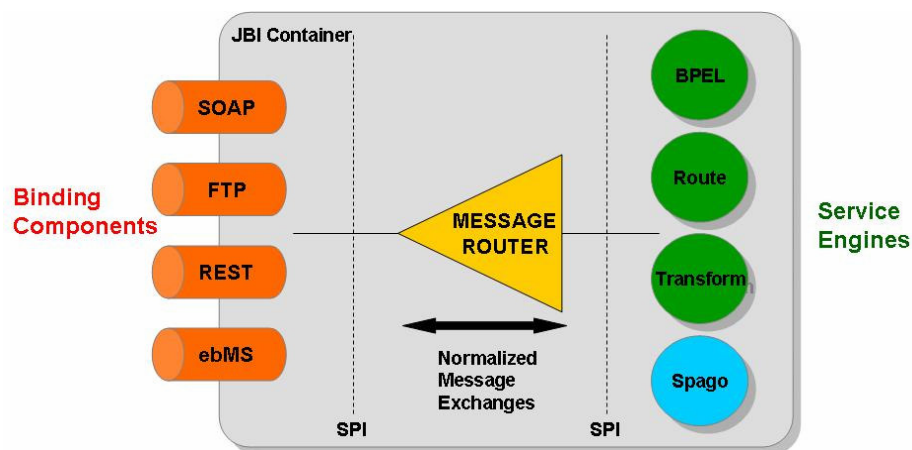 JBI Container
SOAP
FTP
REST
ebMS
Binding
Components
MESSAGE
ROUTER
Normalized
Message
Exchanges
SPI
SPI
BPEL
Route
Transform
Spago
Service
Engines